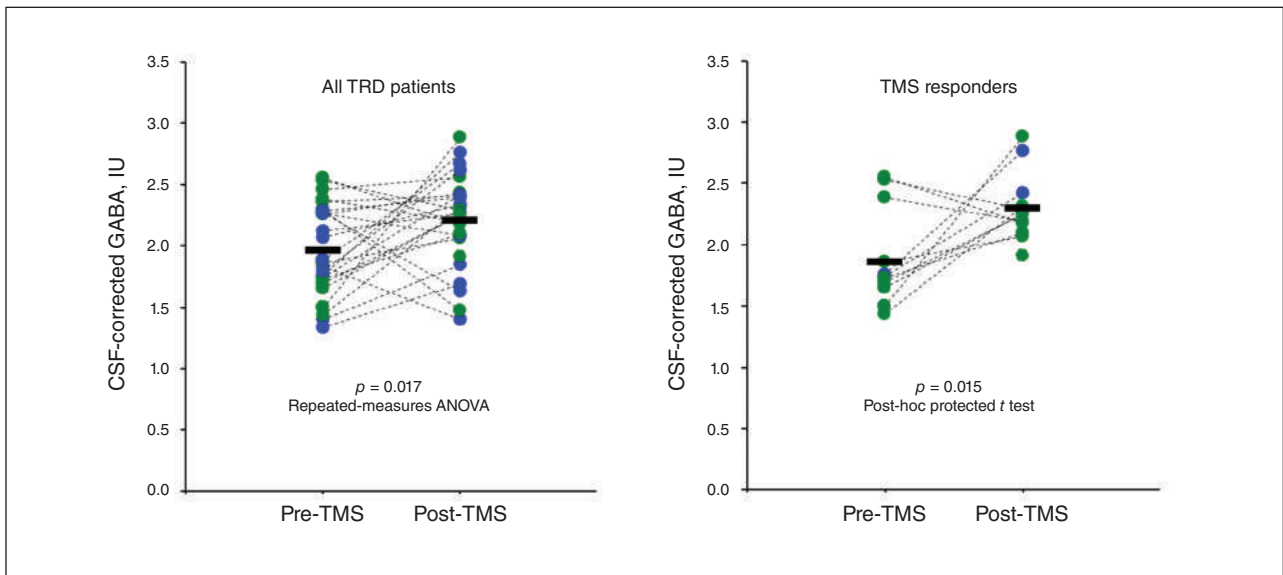 All TRD patients
CSF-corrected GABA, IU
3.5
3.0
2.5
2.0
1.5
1.0
0.5
0.0
p = 0.017
Repeated-measures ANOVA
Pre-TMS
Post-TMS
TMS responders
CSF-corrected GABA, IU
3.5
3.0
2.5
2.0
1.5
1.0
0.5
0.0
p = 0.015
Post-hoc protected t test
Pre-TMS
Post-TMS